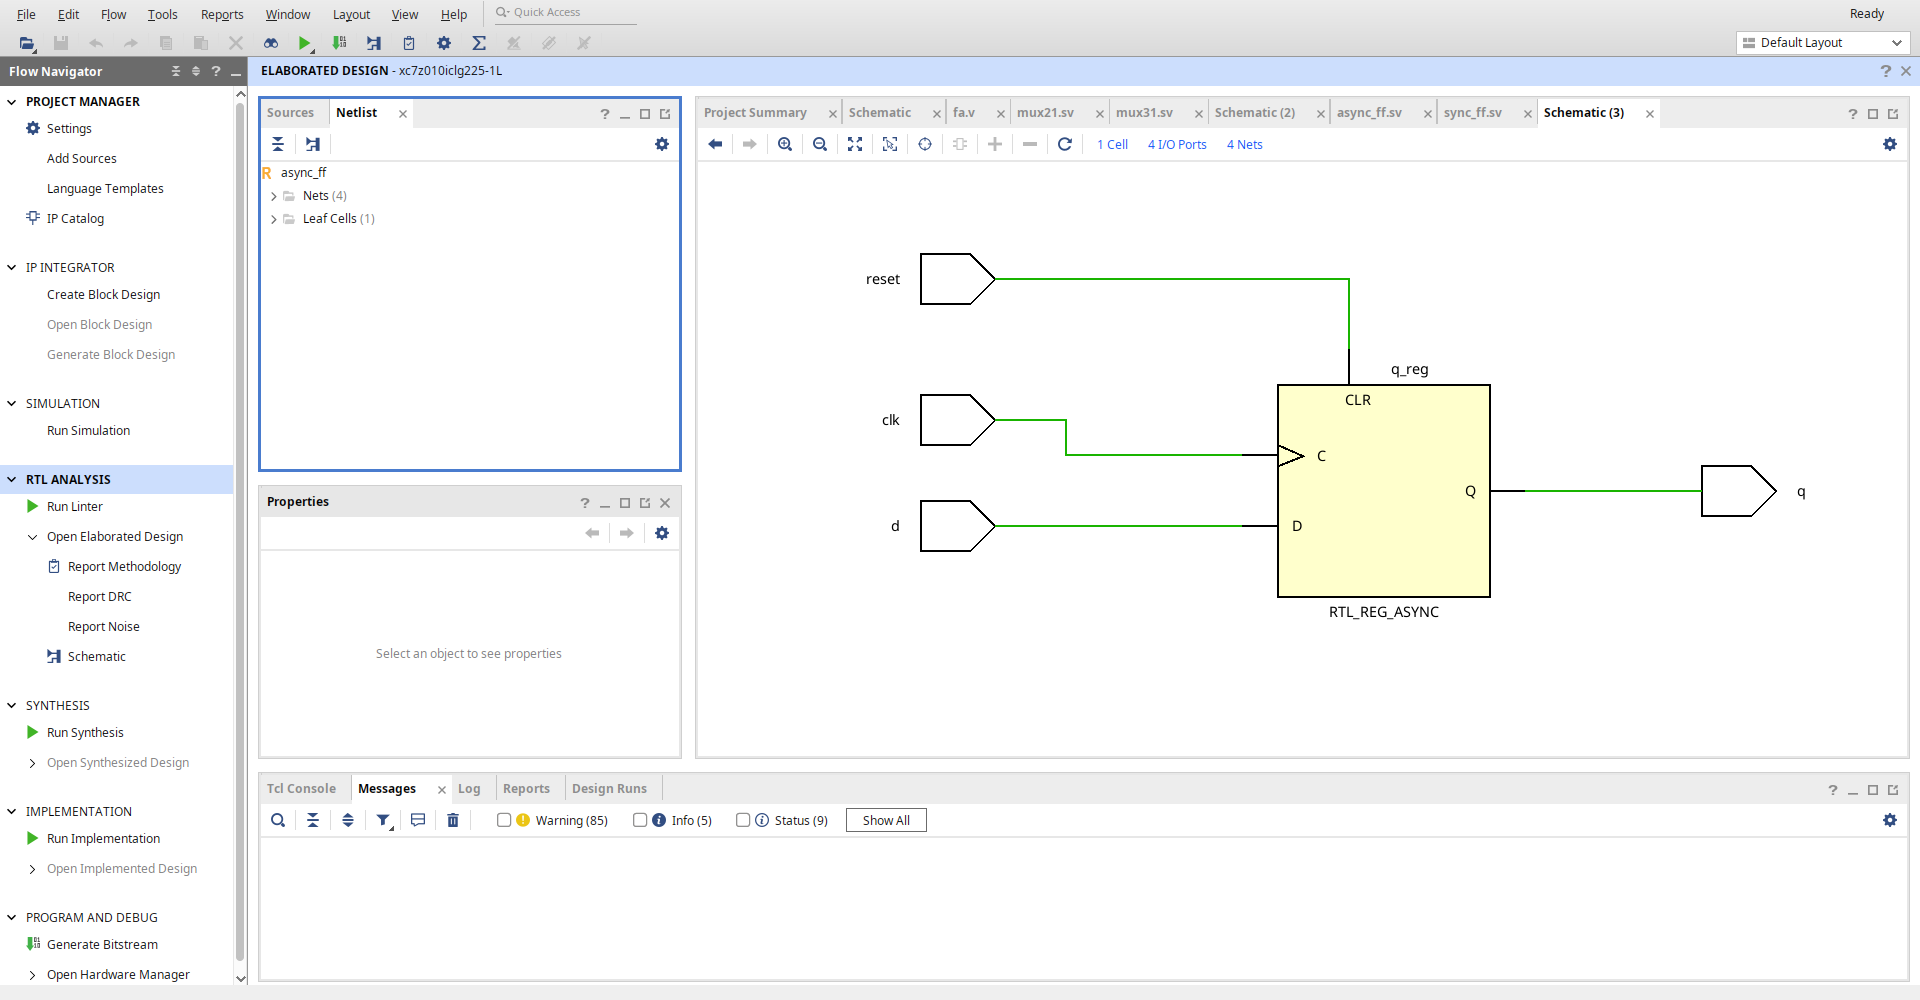 File Edit Flow Tools Reports Window Layout View Help Quick Access Ready
Default Layout
Flow Navigator
ELABORATED DESIGN - xc7z010iclg225-1L
PROJECT MANAGER
Settings
Add Sources
Language Templates
IP Catalog
IP INTEGRATOR
Create Block Design
Open Block Design
Generate Block Design
SIMULATION
Run Simulation
RTL ANALYSIS
Run Linter
Open Elaborated Design
Report Methodology
Report DRC
Report Noise
Schematic
SYNTHESIS
Run Synthesis
Open Synthesized Design
IMPLEMENTATION
Run Implementation
Open Implemented Design
PROGRAM AND DEBUG
Generate Bitstream
Open Hardware Manager
Sources Netlist
R async_ff
Nets (4)
Leaf Cells (1)
Properties
Select an object to see properties
Project Summary Schematic fa.v mux21.sv mux31.sv Schematic (2) async_ff.sv sync_ff.sv Schematic (3)
1 Cell 4 I/O Ports 4 Nets
reset
q_reg
CLR
clk
C
Q
q
d
D
RTL_REG_ASYNC
Tcl Console Messages Log Reports Design Runs
Warning (85) Info (5) Status (9) Show All